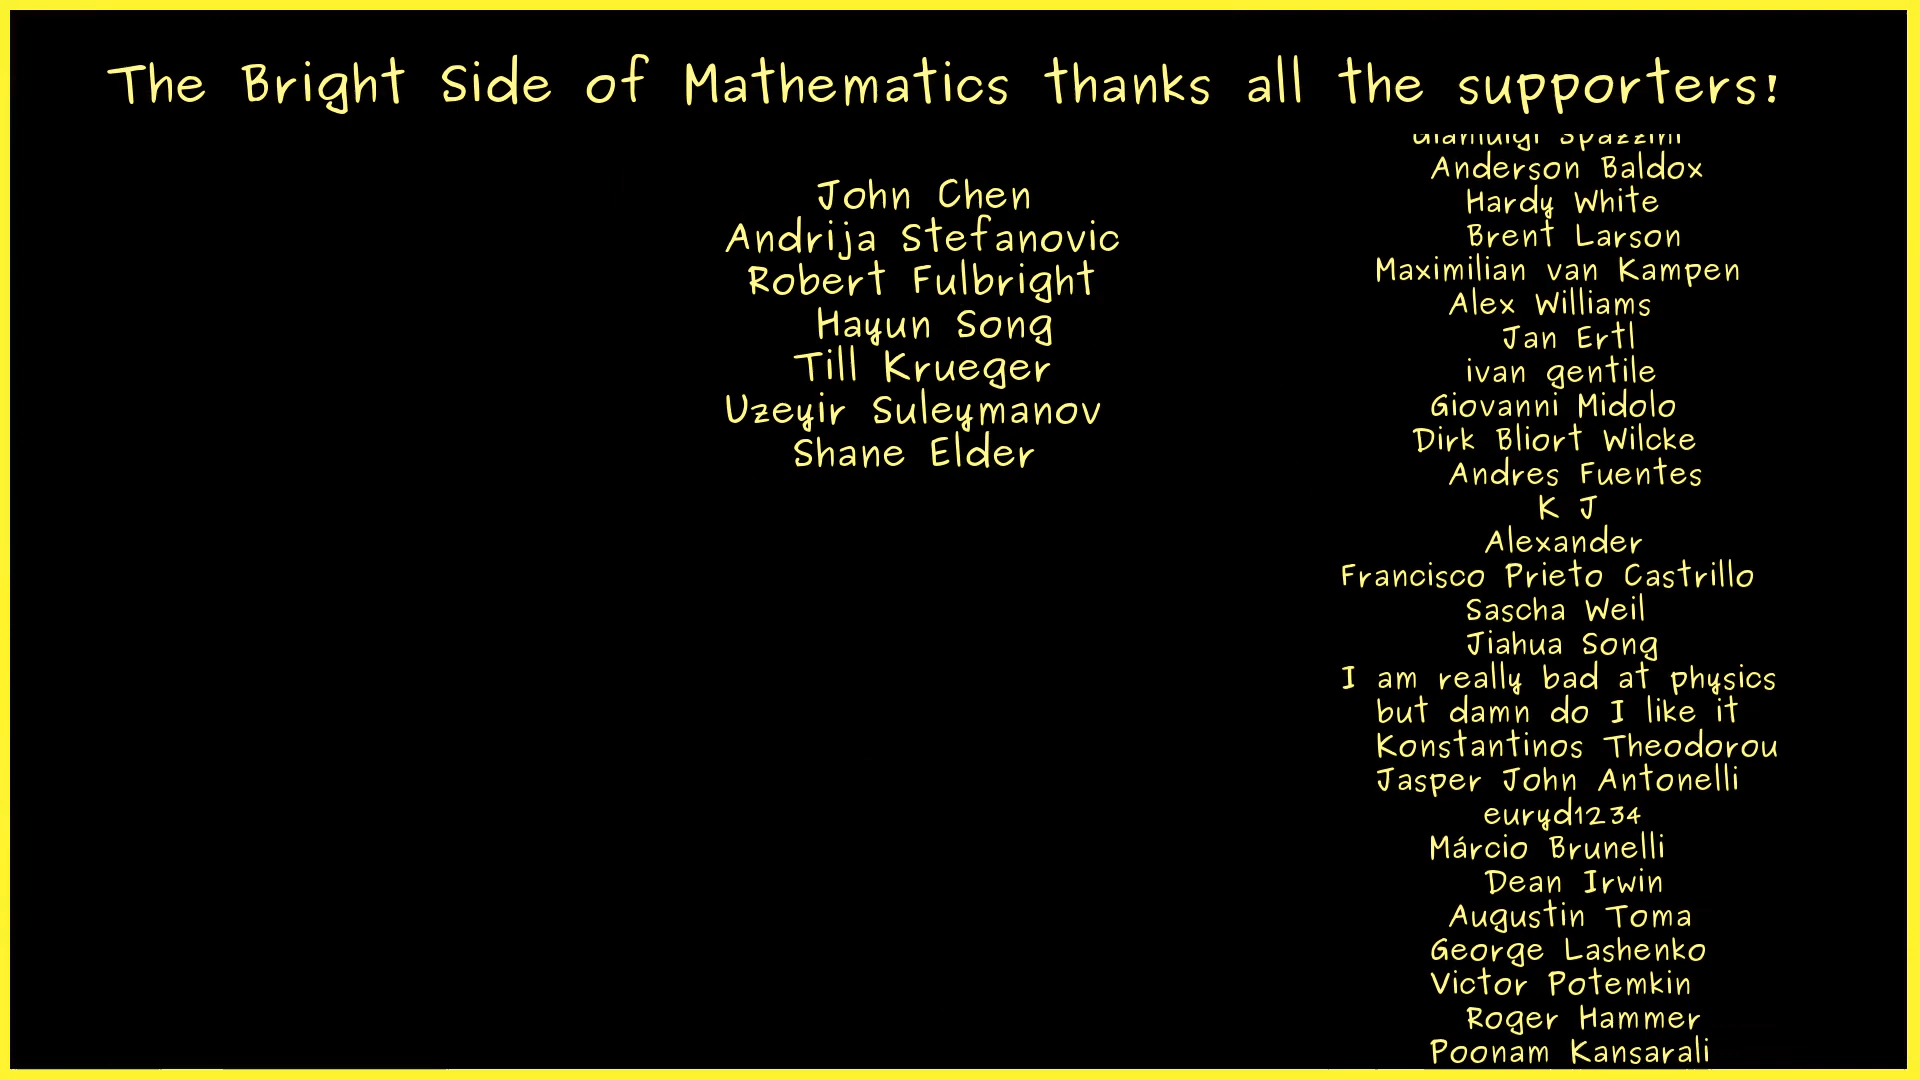 The Bright Side of Mathematics thanks all the supporters!
John Chen
Andrija Stefanovic
Robert Fulbright
Hayun Song
Till Krueger
Uzeyir Suleymanov
Shane Elder
Gianluigi Spazzini
Anderson Baldox
Hardy White
Brent Larson
Maximilian van Kampen
Alex Williams
Jan Ertl
ivan gentile
Giovanni Midolo
Dirk Bliort Wilcke
Andres Fuentes
K J
Alexander
Francisco Prieto Castrillo
Sascha Weil
Jiahua Song
I am really bad at physics
but damn do I like it
Konstantinos Theodorou
Jasper John Antonelli
euryd1234
Márcio Brunelli
Dean Irwin
Augustin Toma
George Lashenko
Victor Potemkin
Roger Hammer
Poonam Kansarali